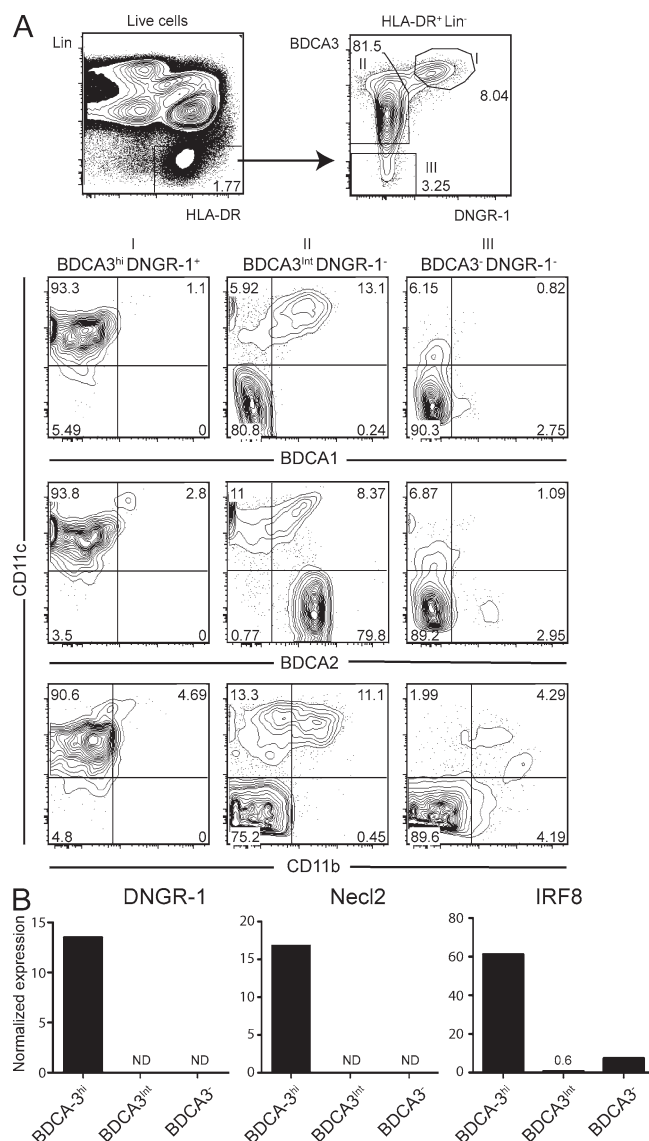 A
Live cells
Lin
1.77
HLA-DR
HLA-DR⁺ Lin⁻
BDCA3
81.5
II
I
8.04
III
3.25
DNGR-1
I
BDCA3ʰⁱ DNGR-1⁺
II
BDCA3ᴵⁿᵗ DNGR-1⁻
III
BDCA3⁻ DNGR-1⁻
93.3 1.1
5.49 0
5.92 13.1
80.8 0.24
6.15 0.82
90.3 2.75
BDCA1
CD11c
93.8 2.8
3.5 0
11 8.37
0.77 79.8
6.87 1.09
89.2 2.95
BDCA2
90.6 4.69
4.8 0
13.3 11.1
75.2 0.45
1.99 4.29
89.6 4.19
CD11b
B
DNGR-1
Normalized expression
15
10
5
0
ND ND
BDCA-3ʰⁱ
BDCA3ᴵⁿᵗ
BDCA3⁻
Necl2
20
15
10
5
0
ND ND
BDCA-3ʰⁱ
BDCA3ᴵⁿᵗ
BDCA3⁻
IRF8
80
60
40
20
0
0.6
BDCA-3ʰⁱ
BDCA3ᴵⁿᵗ
BDCA3⁻